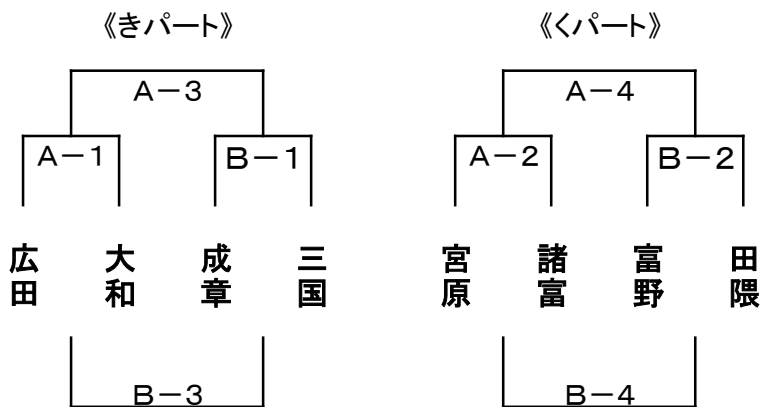 《きパート》
《くパート》
A－3
A－4
A－1
B－1
A－2
B－2
広田
大和
成章
三国
宮原
諸富
富野
田隈
B－3
B－4